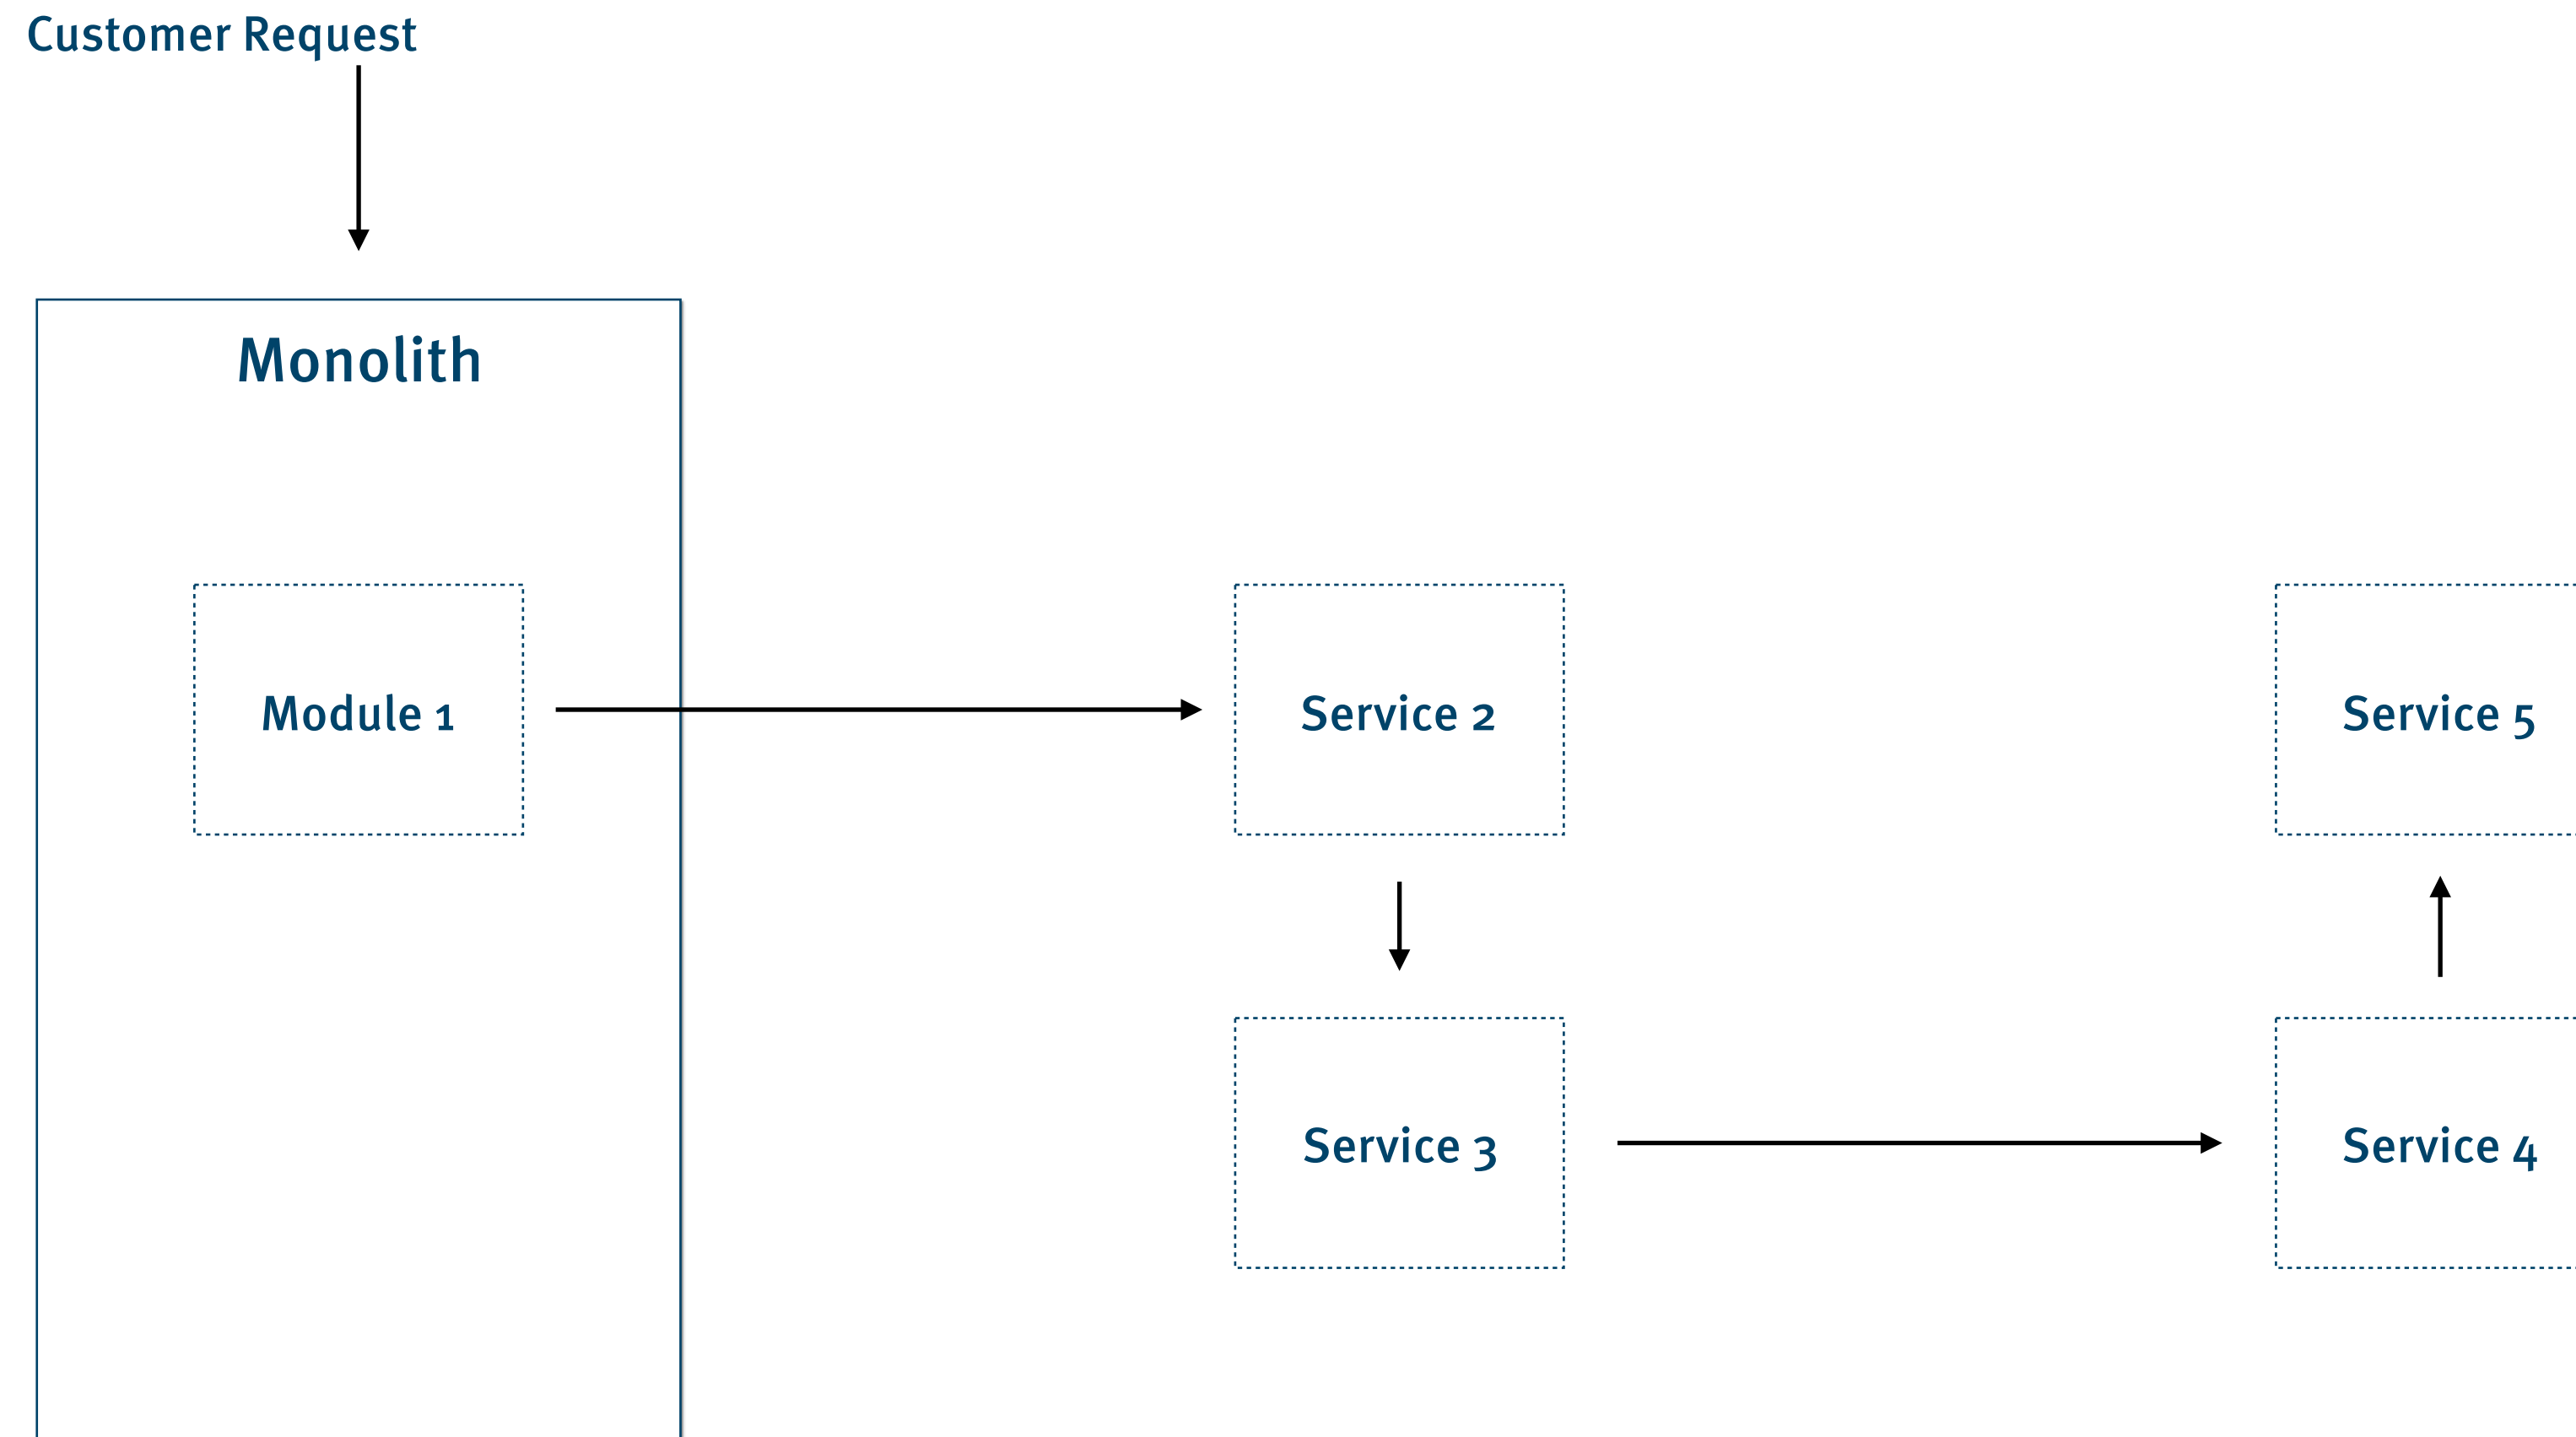 Customer Request
Monolith
Module 1
Service 2
Service 5
Service 3
Service 4